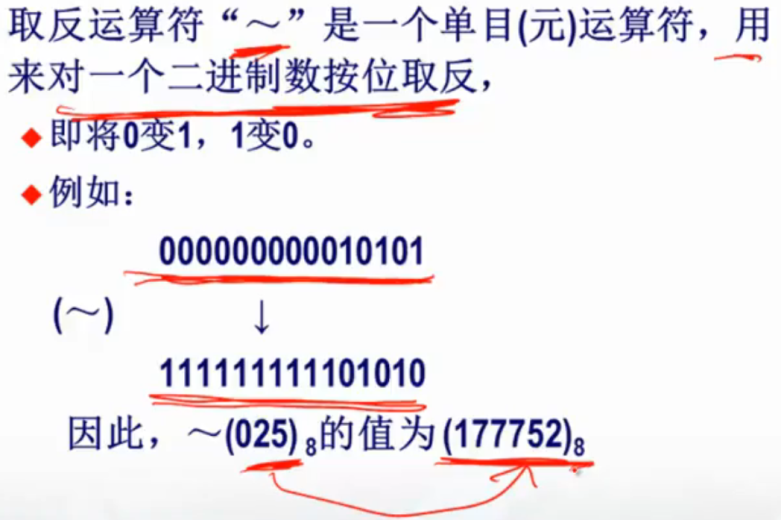 取反运算符“～”是一个单目(元)运算符，用
来对一个二进制数按位取反，
◆即将0变1，1变0。
◆例如：
000000000010101
(～) ↓
111111111101010
因此，～(025)₈的值为(177752)₈